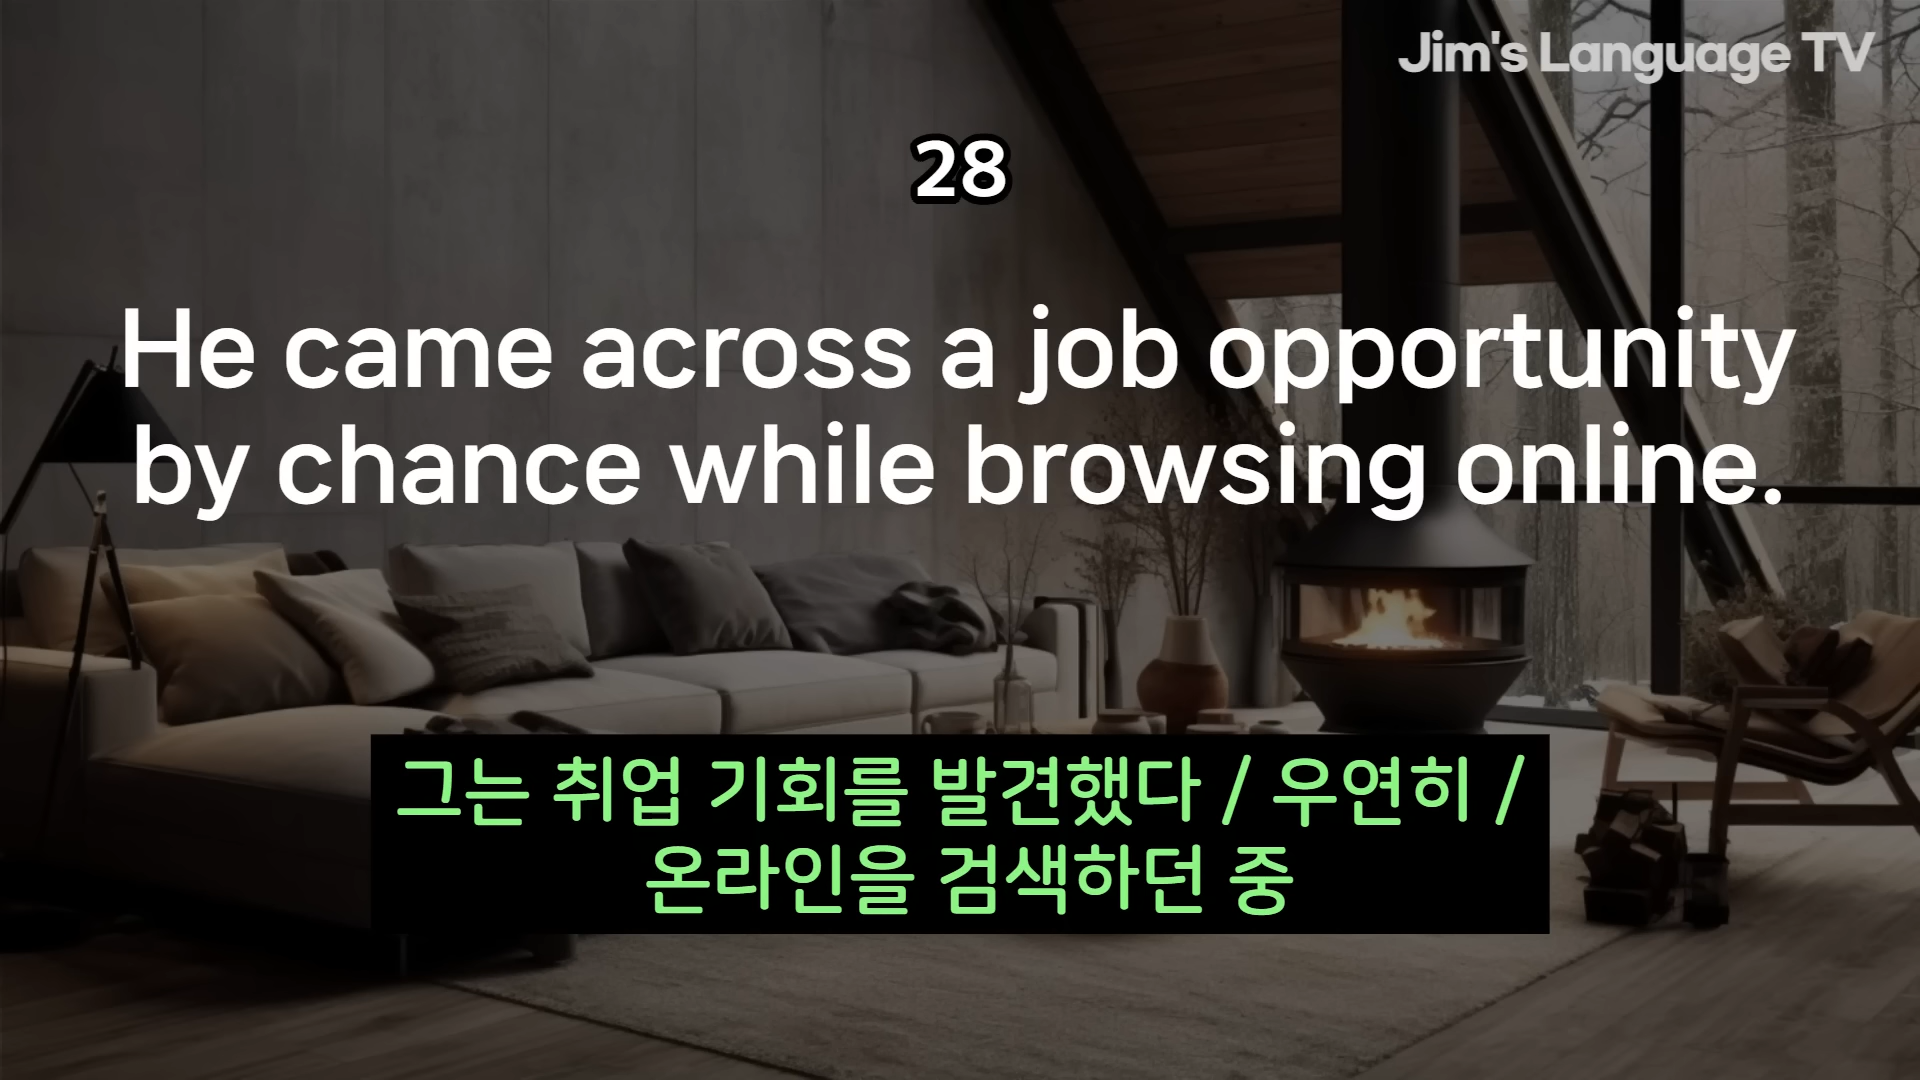 Jim's Language TV
28
He came across a job opportunity
by chance while browsing online.
그는 취업 기회를 발견했다 / 우연히 /
온라인을 검색하던 중